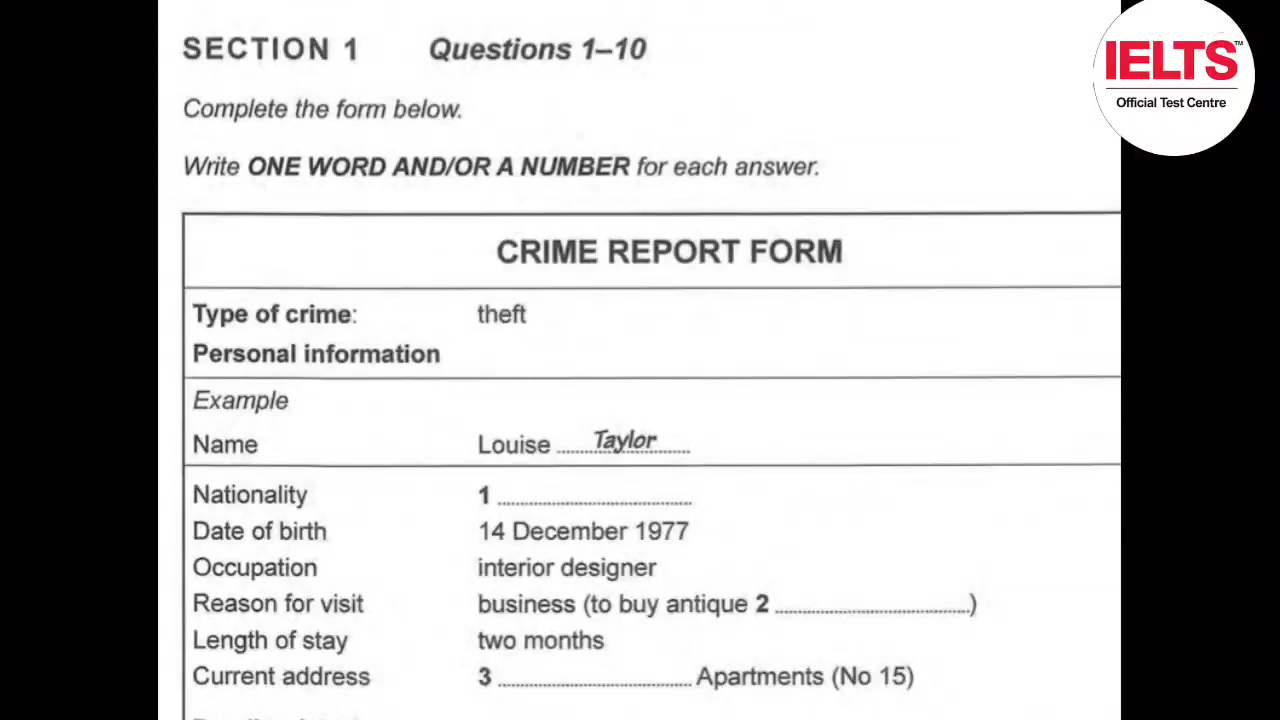 SECTION 1 Questions 1–10
IELTS™
Official Test Centre
Complete the form below.
Write ONE WORD AND/OR A NUMBER for each answer.
CRIME REPORT FORM
Type of crime: theft
Personal information
Example
Name Louise ........ Taylor ........
Nationality 1 ................................
Date of birth 14 December 1977
Occupation interior designer
Reason for visit business (to buy antique 2 ................................)
Length of stay two months
Current address 3 ................................ Apartments (No 15)